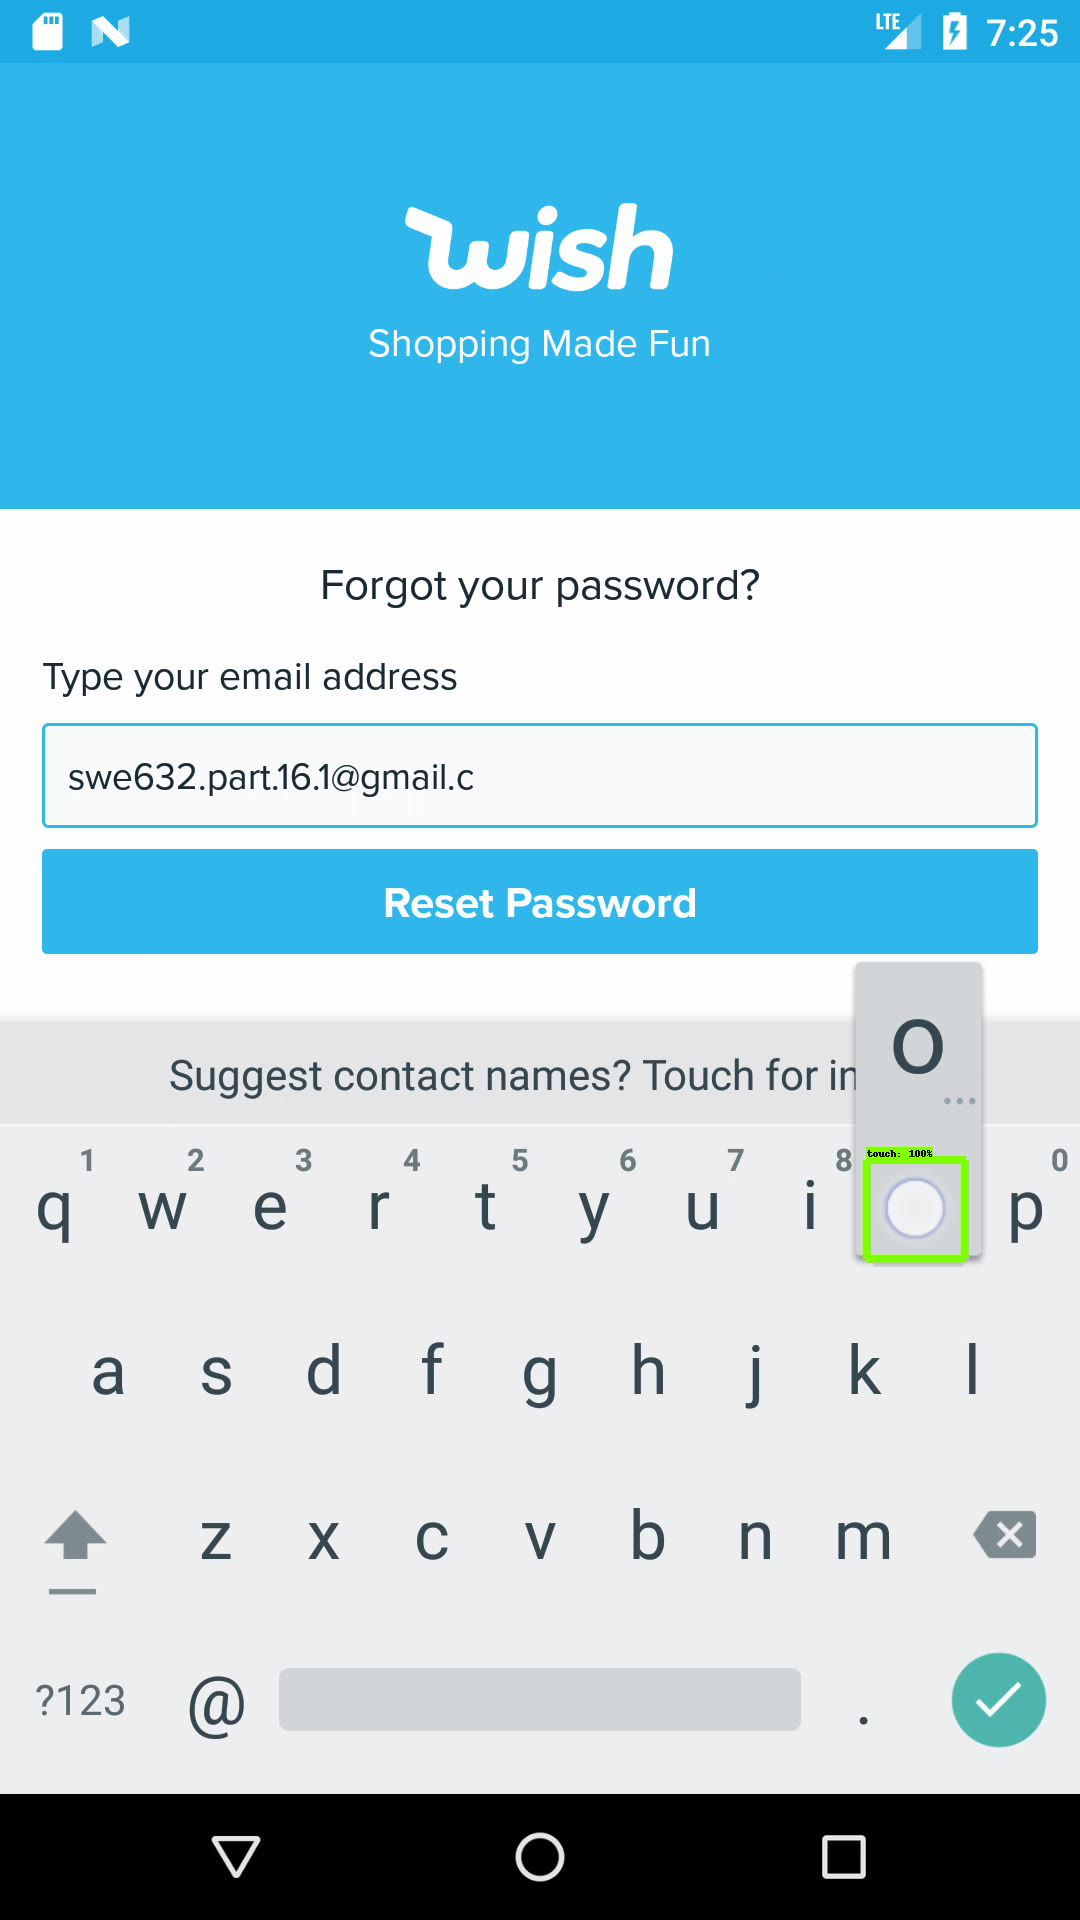 LTE 7:25
wish
Shopping Made Fun
Forgot your password?
Type your email address
swe632.part.16.1@gmail.c
Reset Password
o
Suggest contact names? Touch for in
...
touch: 100%
1 2 3 4 5 6 7 8 0
q w e r t y u i p
a s d f g h j k l
z x c v b n m
?123 @ .